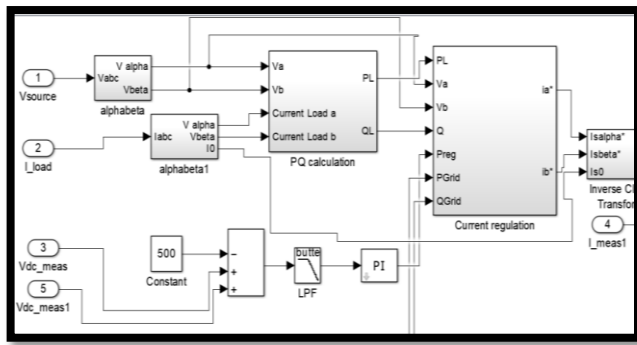 1
Vsource
Vabc
V alpha
Vbeta
alphabeta
2
I_load
Iabc
V alpha
Vbeta
I0
alphabeta1
Va
Vb
Current Load a
Current Load b
PL
QL
PQ calculation
PL
Va
Vb
Q
Preg
PGrid
QGrid
ia*
ib*
Current regulation
Isalpha*
Isbeta*
Is0
Inverse Cl
Transfor
4
I_meas1
3
Vdc_meas
5
Vdc_meas1
500
Constant
−
+
+
butte
LPF
PI